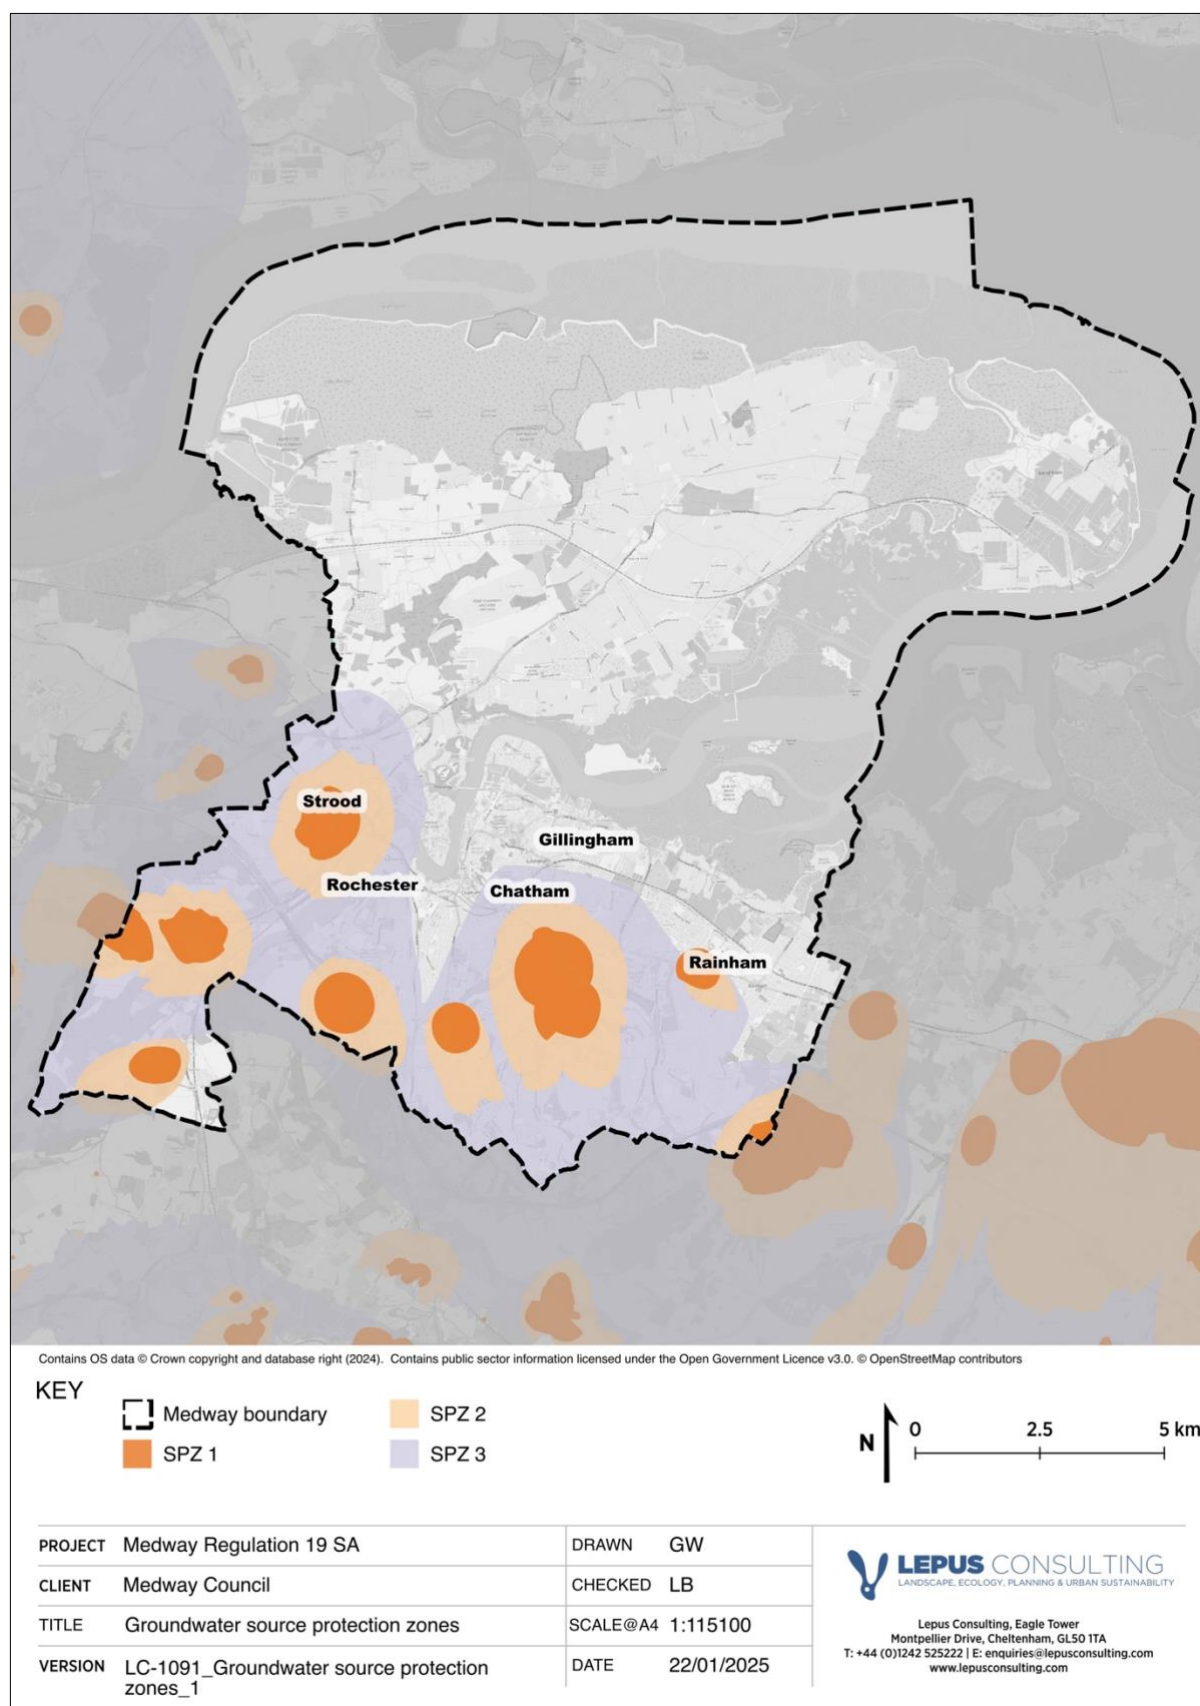 Strood
Gillingham
Rochester
Chatham
Rainham
Contains OS data © Crown copyright and database right (2024). Contains public sector information licensed under the Open Government Licence v3.0. © OpenStreetMap contributors
KEY
Medway boundary
SPZ 2
SPZ 1
SPZ 3
N
0 2.5 5 km
PROJECT Medway Regulation 19 SA
DRAWN GW
CLIENT Medway Council
CHECKED LB
TITLE Groundwater source protection zones
SCALE@A4 1:115100
VERSION LC-1091_Groundwater source protection
zones_1
DATE 22/01/2025
LEPUS CONSULTING
LANDSCAPE, ECOLOGY, PLANNING & URBAN SUSTAINABILITY
Lepus Consulting, Eagle Tower
Montpellier Drive, Cheltenham, GL50 1TA
T: +44 (0)1242 525222 | E: enquiries@lepusconsulting.com
www.lepusconsulting.com